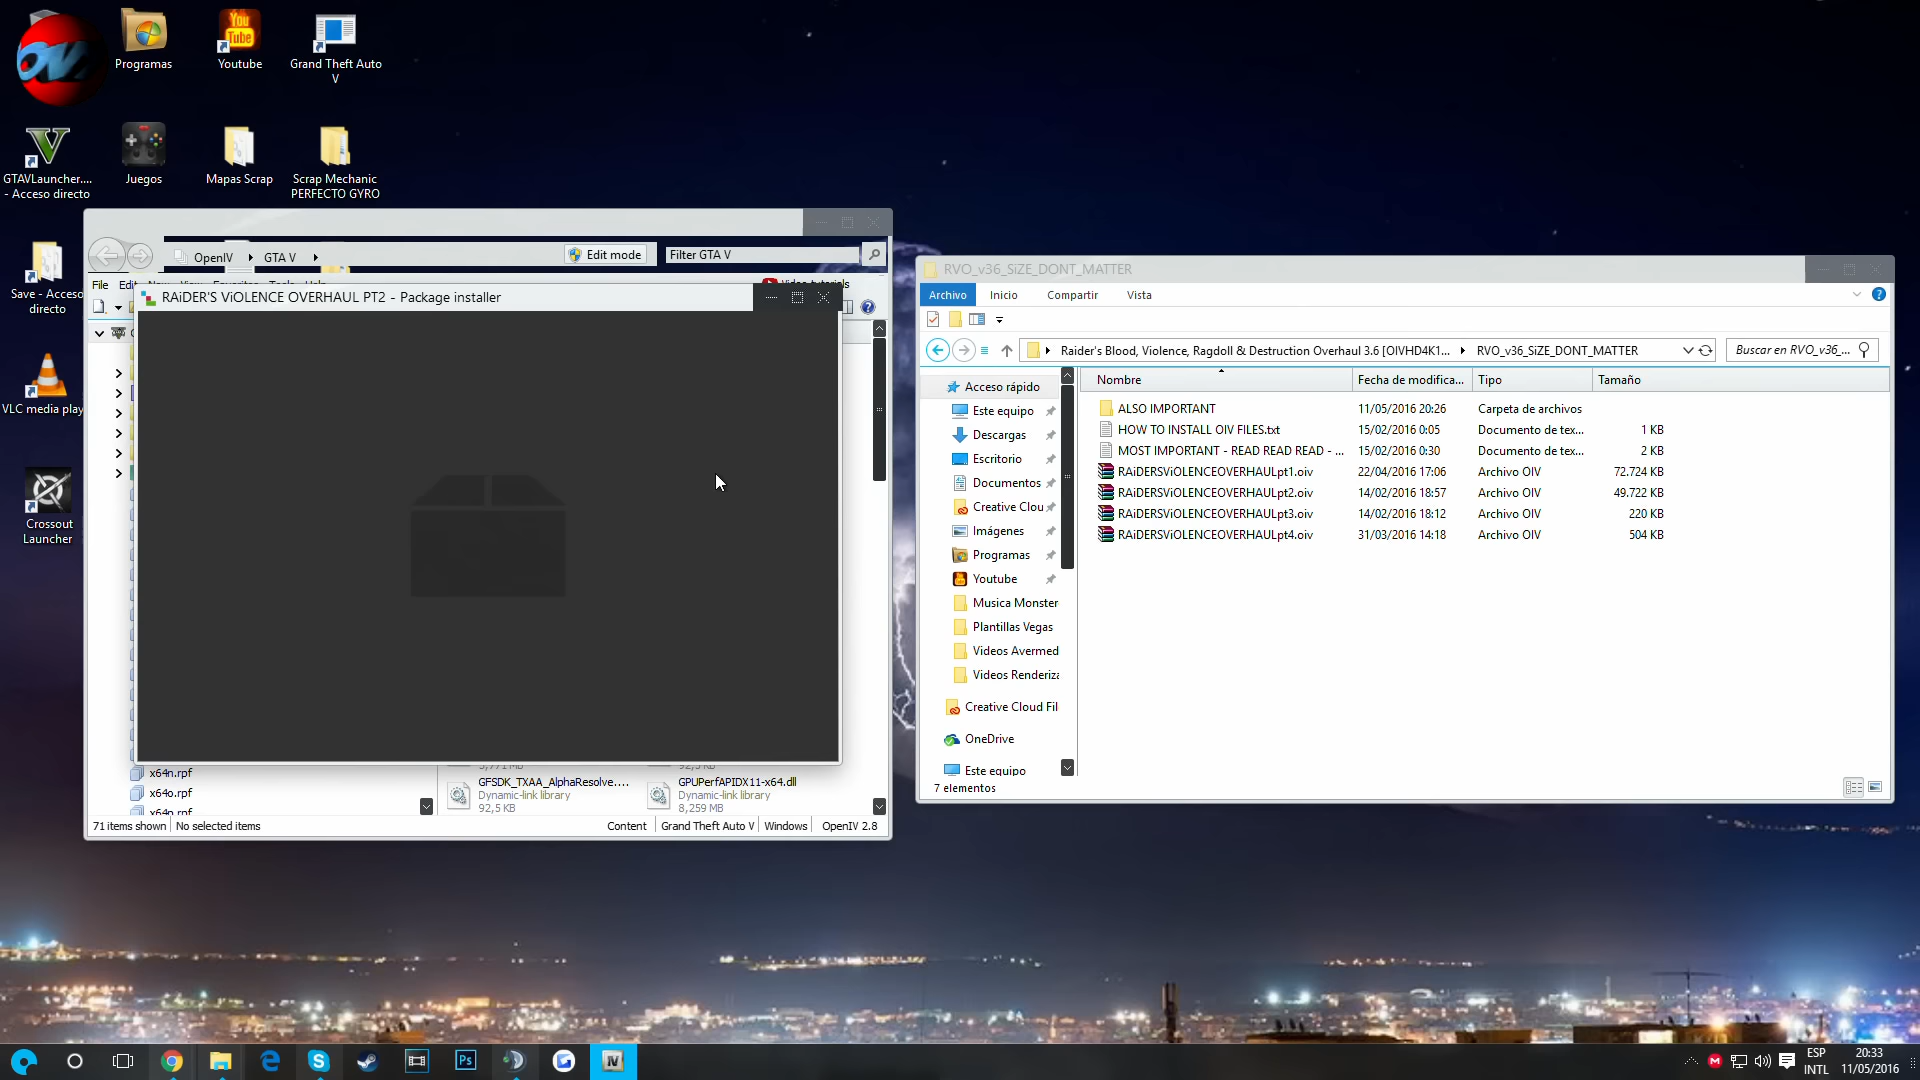 Programas
You
Tube
Youtube
Grand Theft Auto
V
GTAVLauncher....
- Acceso directo
Juegos
Mapas Scrap
Scrap Mechanic
PERFECTO GYRO
Save - Acceso
directo
VLC media play
Crossout
Launcher
OpenIV
GTA V
Edit mode
Filter GTA V
File
RAiDER'S ViOLENCE OVERHAUL PT2 - Package installer
x64n.rpf
x64o.rpf
GFSDK_TXAA_AlphaResolve....
Dynamic-link library
92,5 KB
GPUPerfAPIDX11-x64.dll
Dynamic-link library
8,259 MB
71 items shown
No selected items
Content
Grand Theft Auto V
Windows
OpenIV 2.8
RVO_v36_SiZE_DONT_MATTER
Archivo
Inicio
Compartir
Vista
Raider's Blood, Violence, Ragdoll & Destruction Overhaul 3.6 [OIVHD4K1...
RVO_v36_SiZE_DONT_MATTER
Buscar en RVO_v36_...
Acceso rápido
Este equipo
Descargas
Escritorio
Documentos
Creative Clou
Imágenes
Programas
Youtube
Musica Monster
Plantillas Vegas
Videos Avermed
Videos Renderiza
Creative Cloud Fil
OneDrive
Este equipo
Nombre
Fecha de modifica...
Tipo
Tamaño
ALSO IMPORTANT 11/05/2016 20:26 Carpeta de archivos
HOW TO INSTALL OIV FILES.txt 15/02/2016 0:05 Documento de tex... 1 KB
MOST IMPORTANT - READ READ READ - ... 15/02/2016 0:30 Documento de tex... 2 KB
RAiDERSViOLENCEOVERHAULpt1.oiv 22/04/2016 17:06 Archivo OIV 72.724 KB
RAiDERSViOLENCEOVERHAULpt2.oiv 14/02/2016 18:57 Archivo OIV 49.722 KB
RAiDERSViOLENCEOVERHAULpt3.oiv 14/02/2016 18:12 Archivo OIV 220 KB
RAiDERSViOLENCEOVERHAULpt4.oiv 31/03/2016 14:18 Archivo OIV 504 KB
7 elementos
Ps
IV
ESP
INTL
20:33
11/05/2016